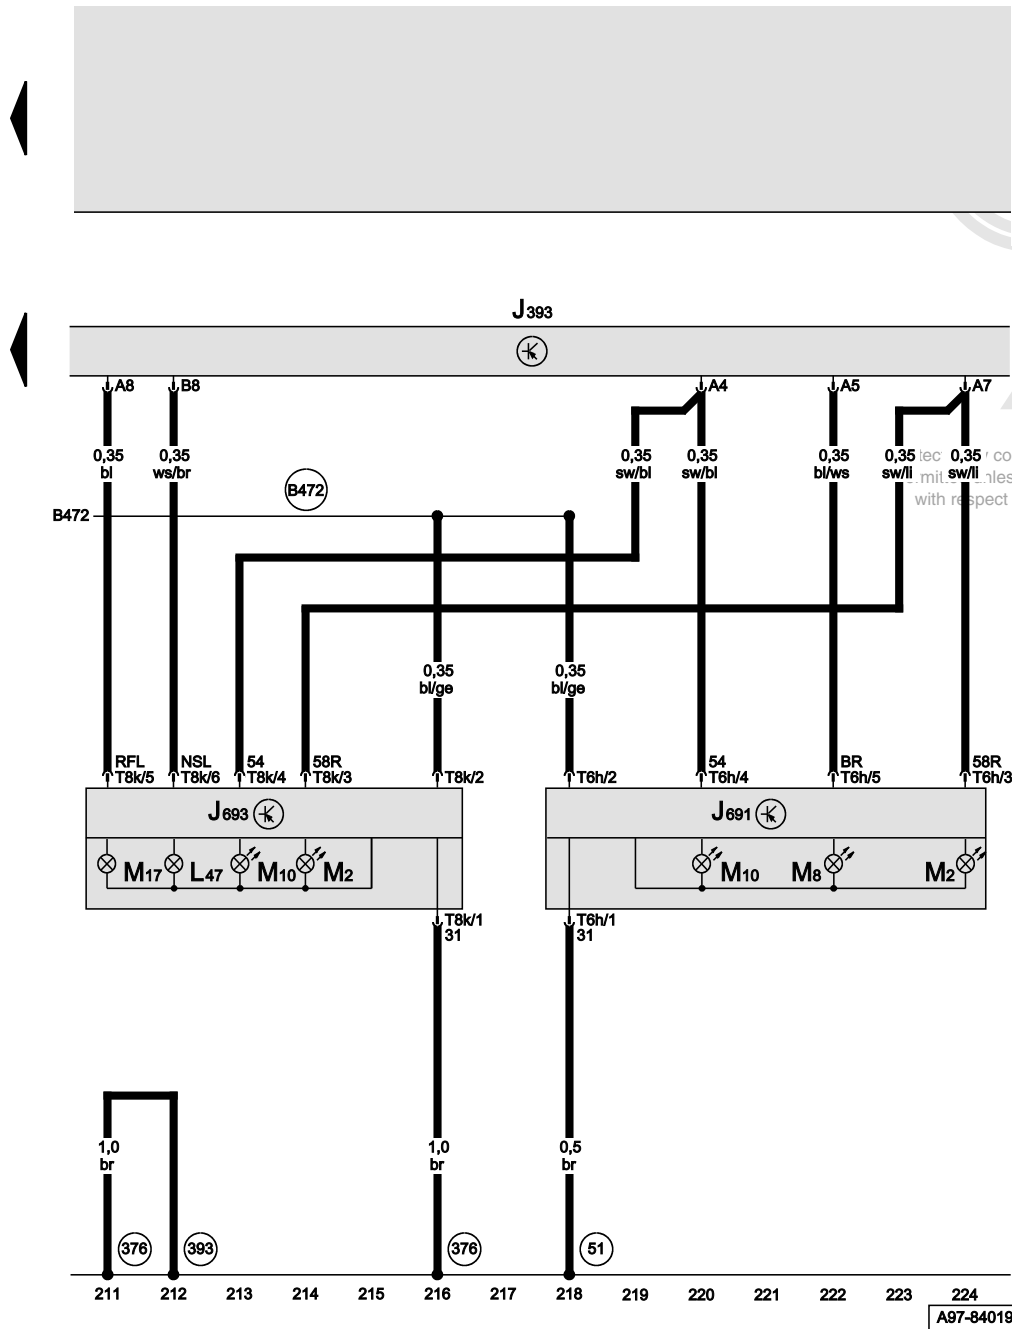 J393
A8 B8 A4 A5 A7
0,35 0,35 0,35 0,35 0,35 0,35 0,35
bl ws/br sw/bl sw/bl bl/ws sw/li sw/li
with respect
B472
B472
0,35 0,35
bl/ge bl/ge
RFL NSL 54 58R 54 BR 58R
T8k/5 T8k/6 T8k/4 T8k/3 T8k/2 T6h/2 T6h/4 T6h/5 T6h/3
J693 J691
M17 L47 M10 M2 M10 M8 M2
T8k/1 T6h/1
31 31
1,0 1,0 0,5
br br br
376 393 376 51
211 212 213 214 215 216 217 218 219 220 221 222 223 224
A97-84019